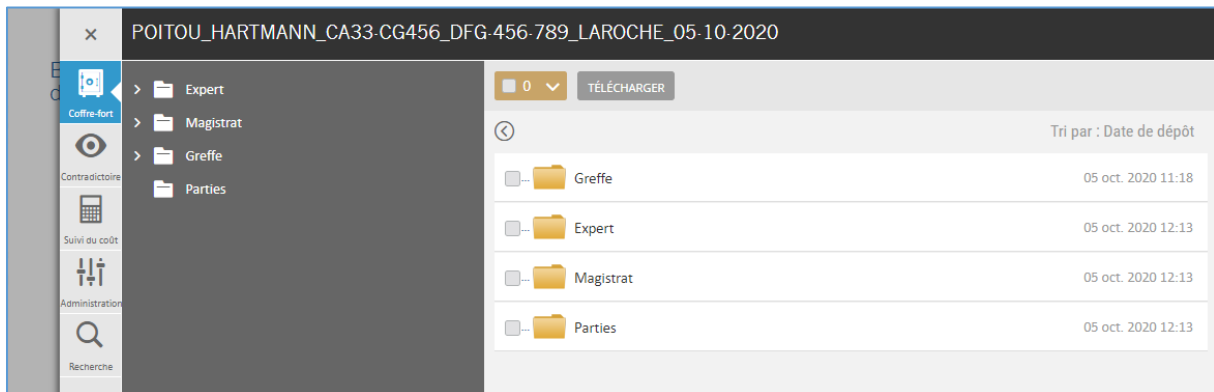 POITOU_HARTMANN_CA33-CG456_DFG-456-789_LAROCHE_05-10-2020
Coffre-fort
Contradictoire
Suivi du coût
Administration
Recherche
Expert
Magistrat
Greffe
Parties
0
TÉLÉCHARGER
Tri par : Date de dépôt
Greffe 05 oct. 2020 11:18
Expert 05 oct. 2020 12:13
Magistrat 05 oct. 2020 12:13
Parties 05 oct. 2020 12:13